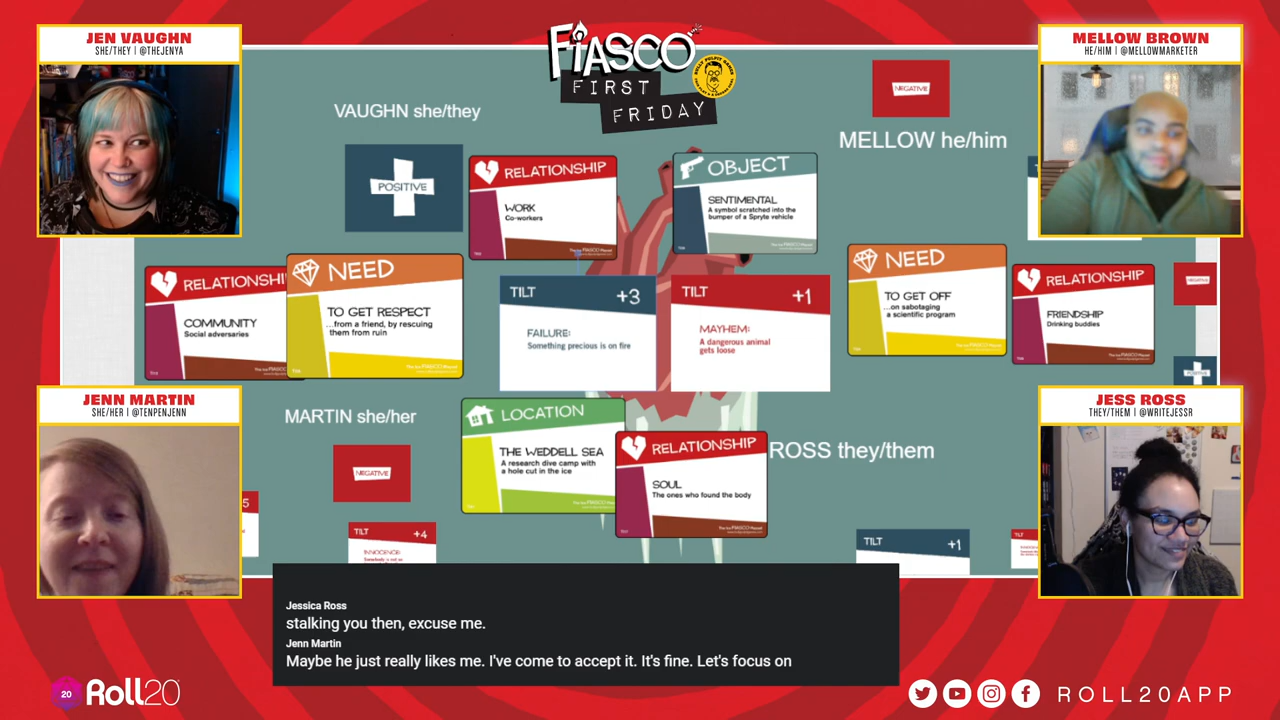 JEN VAUGHN
SHE/THEY | @THEJENYA
FIASCO
FIRST
FRIDAY
MELLOW BROWN
HE/HIM | @MELLOWMARKETER
NEGATIVE
VAUGHN she/they
MELLOW he/him
POSITIVE
RELATIONSHIP
WORK
Co-workers
OBJECT
SENTIMENTAL
A symbol scratched into the
bumper of a Spryte vehicle
RELATIONSHI
COMMUNITY
Social adversaries
NEED
TO GET RESPECT
...from a friend, by rescuing
them from ruin
TILT +3
FAILURE:
Something precious is on fire
TILT +1
MAYHEM:
A dangerous animal
gets loose
NEED
TO GET OFF
...on sabotaging
a scientific program
RELATIONSHIP
FRIENDSHIP
Drinking buddies
NEGATIVE
POSITIVE
JENN MARTIN
SHE/HER | @TENPENJENN
MARTIN she/her
NEGATIVE
LOCATION
THE WEDDELL SEA
A research dive camp with
a hole cut in the ice
RELATIONSHIP
SOUL
The ones who found the body
ROSS they/them
JESS ROSS
THEY/THEM | @WRITEJESSR
5
TILT +4
INNOCENCE:
TILT +1
TILT
Jessica Ross
stalking you then, excuse me.
Jenn Martin
Maybe he just really likes me. I've come to accept it. It's fine. Let's focus on
20 Roll20
ROLL20APP